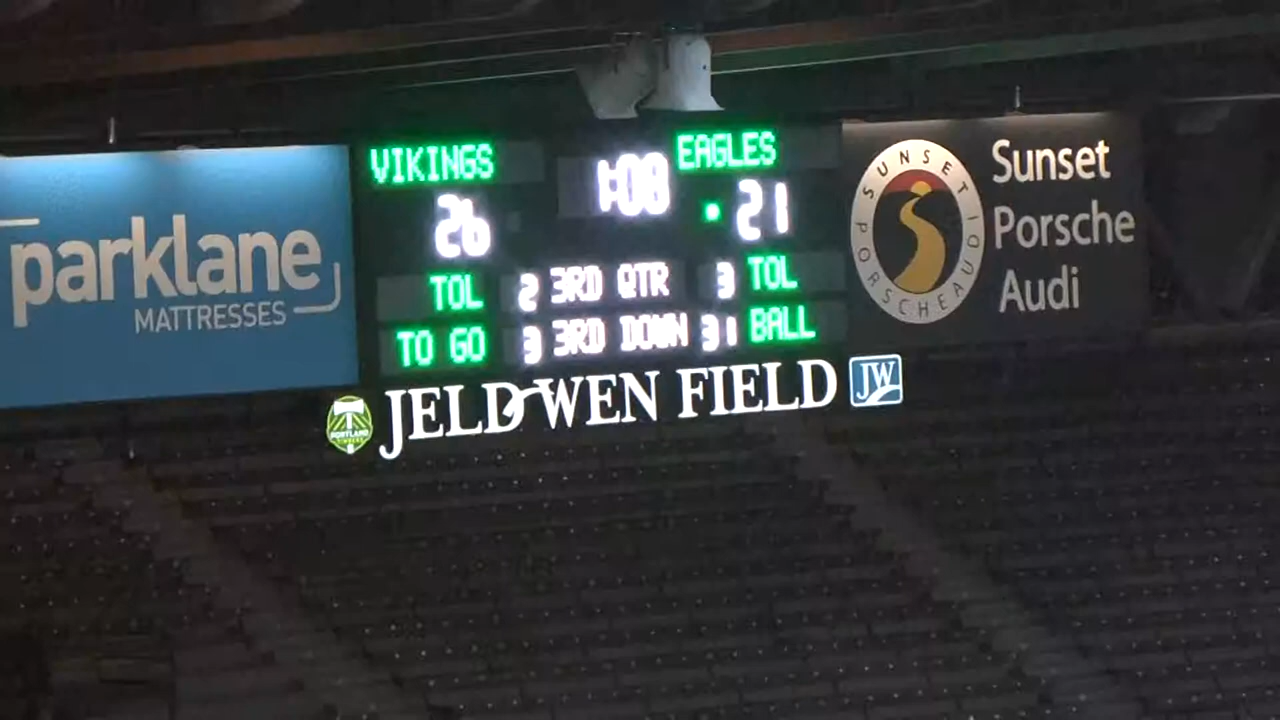 parklane
MATTRESSES
VIKINGS 1:08 EAGLES
26 21
TOL 2 3RD QTR 3 TOL
TO GO 3 3RD DOWN 31 BALL
SUNSET
PORSCHE AUDI
Sunset
Porsche
Audi
PORTLAND
JELD-WEN FIELD JW